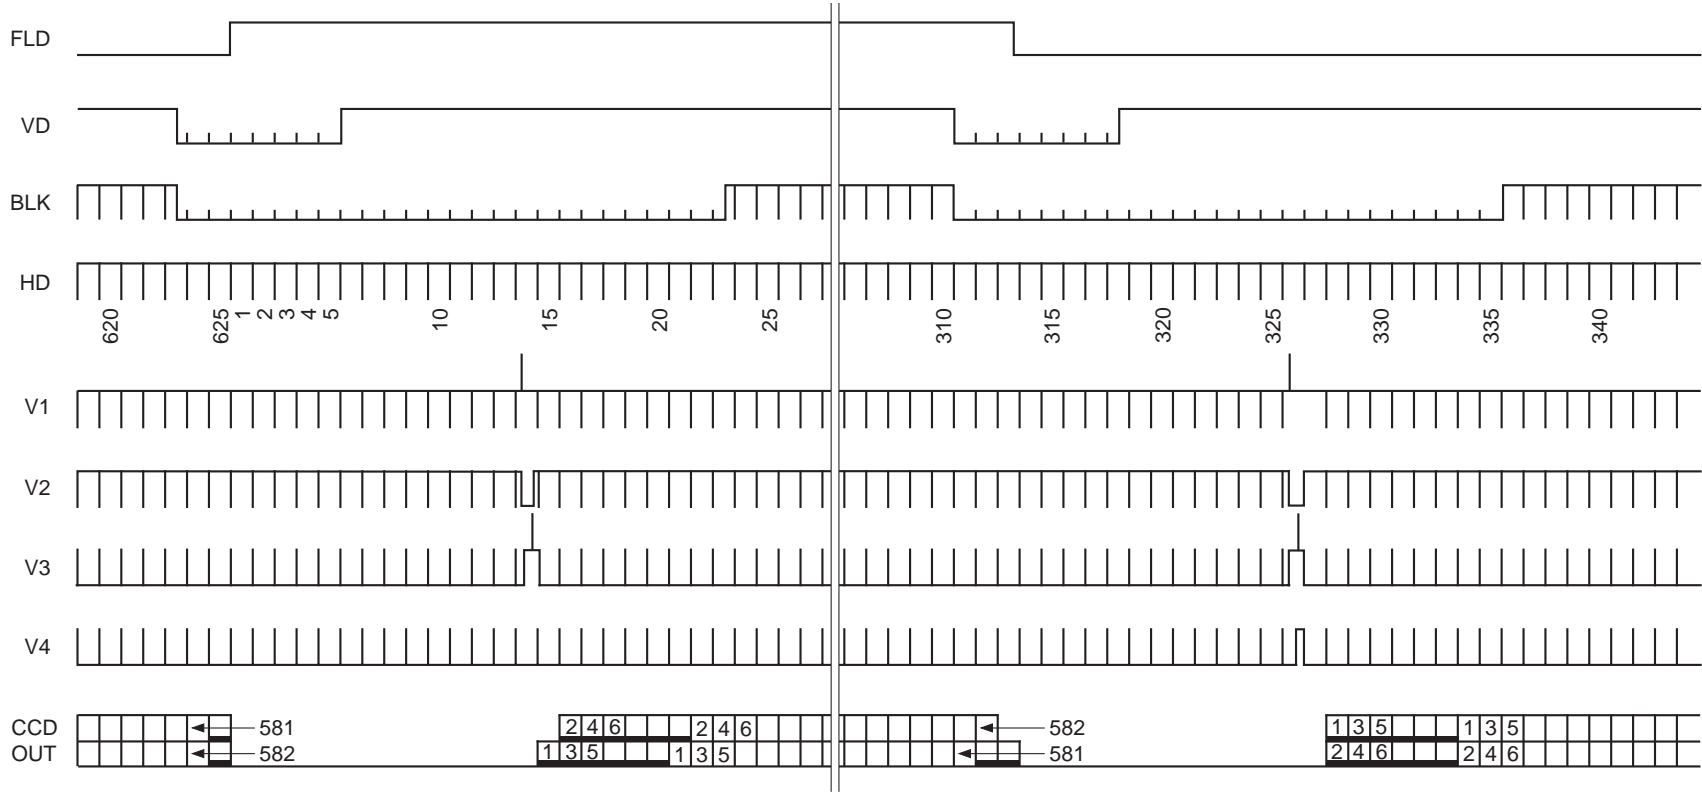 FLD
VD
BLK
HD
620 625 1 2 3 4 5 10 15 20 25 310 315 320 325 330 335 340
V1
V2
V3
V4
CCD 581 2 4 6 2 4 6 582 1 3 5 1 3 5
OUT 582 1 3 5 1 3 5 581 2 4 6 2 4 6